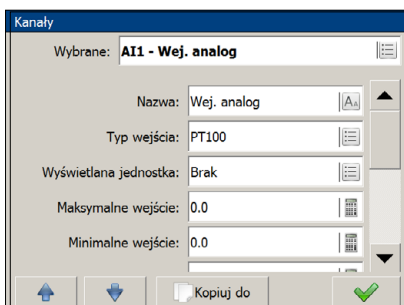 Kanały
Wybrane: AI1 - Wej. analog
Nazwa: Wej. analog
Typ wejścia: PT100
Wyświetlana jednostka: Brak
Maksymalne wejście: 0.0
Minimalne wejście: 0.0
Kopiuj do